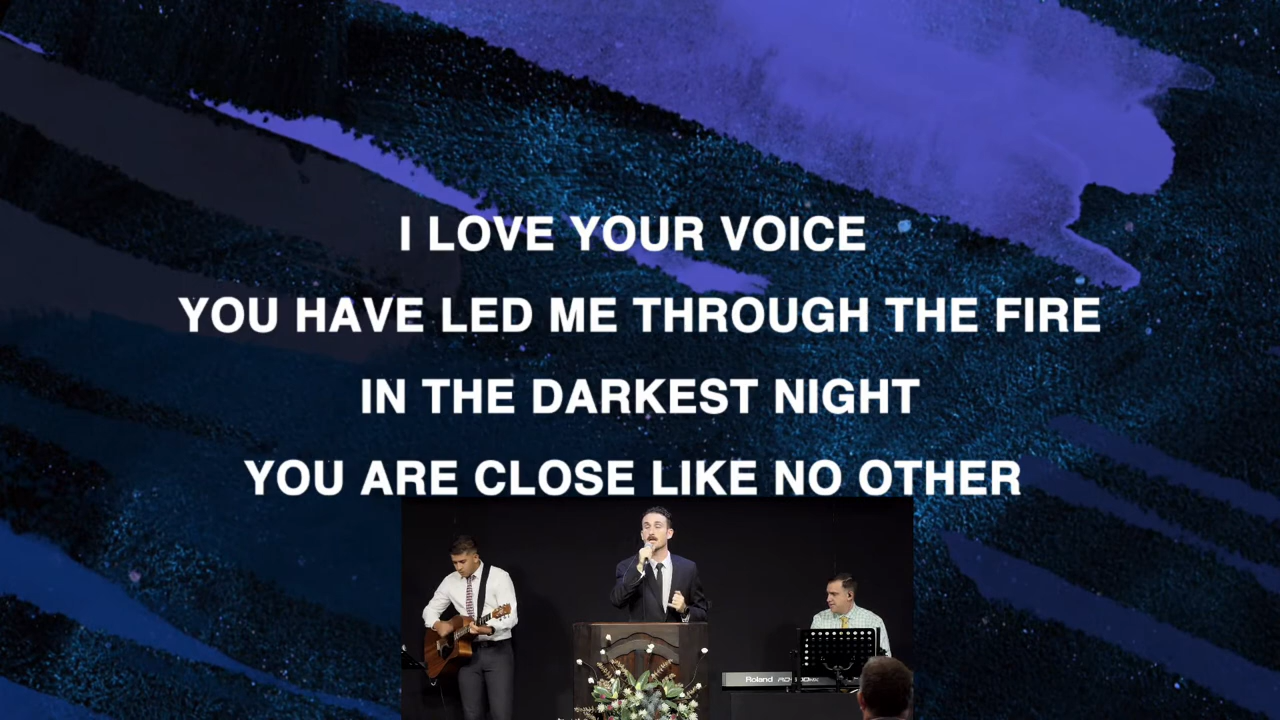 I LOVE YOUR VOICE
YOU HAVE LED ME THROUGH THE FIRE
IN THE DARKEST NIGHT
YOU ARE CLOSE LIKE NO OTHER
Roland